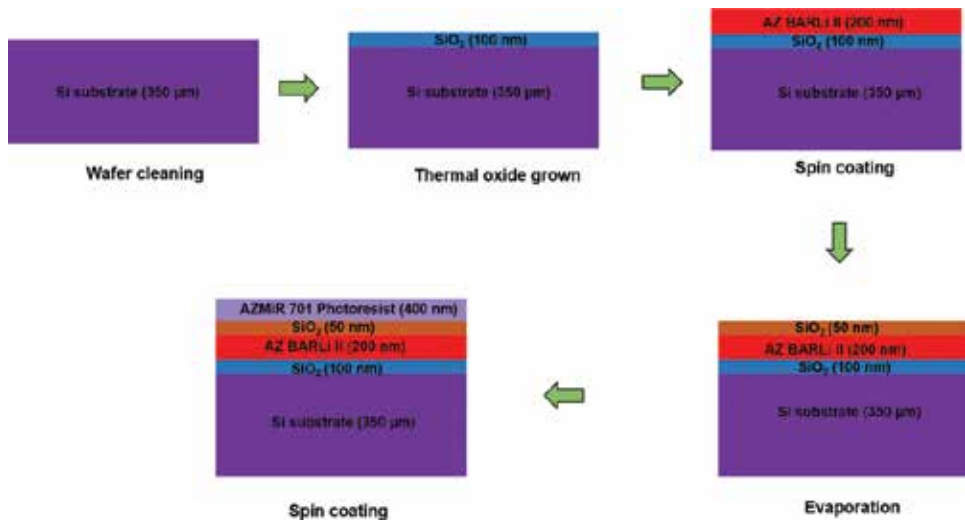 Si substrate (350 µm)
Wafer cleaning
SiO₂ (100 nm)
Si substrate (350 µm)
Thermal oxide grown
AZ BARLi II (200 nm)
SiO₂ (100 nm)
Si substrate (350 µm)
Spin coating
SiO₂ (50 nm)
AZ BARLi II (200 nm)
SiO₂ (100 nm)
Si substrate (350 µm)
Evaporation
AZMiR 701 Photoresist (400 nm)
SiO₂ (50 nm)
AZ BARLi II (200 nm)
SiO₂ (100 nm)
Si substrate (350 µm)
Spin coating